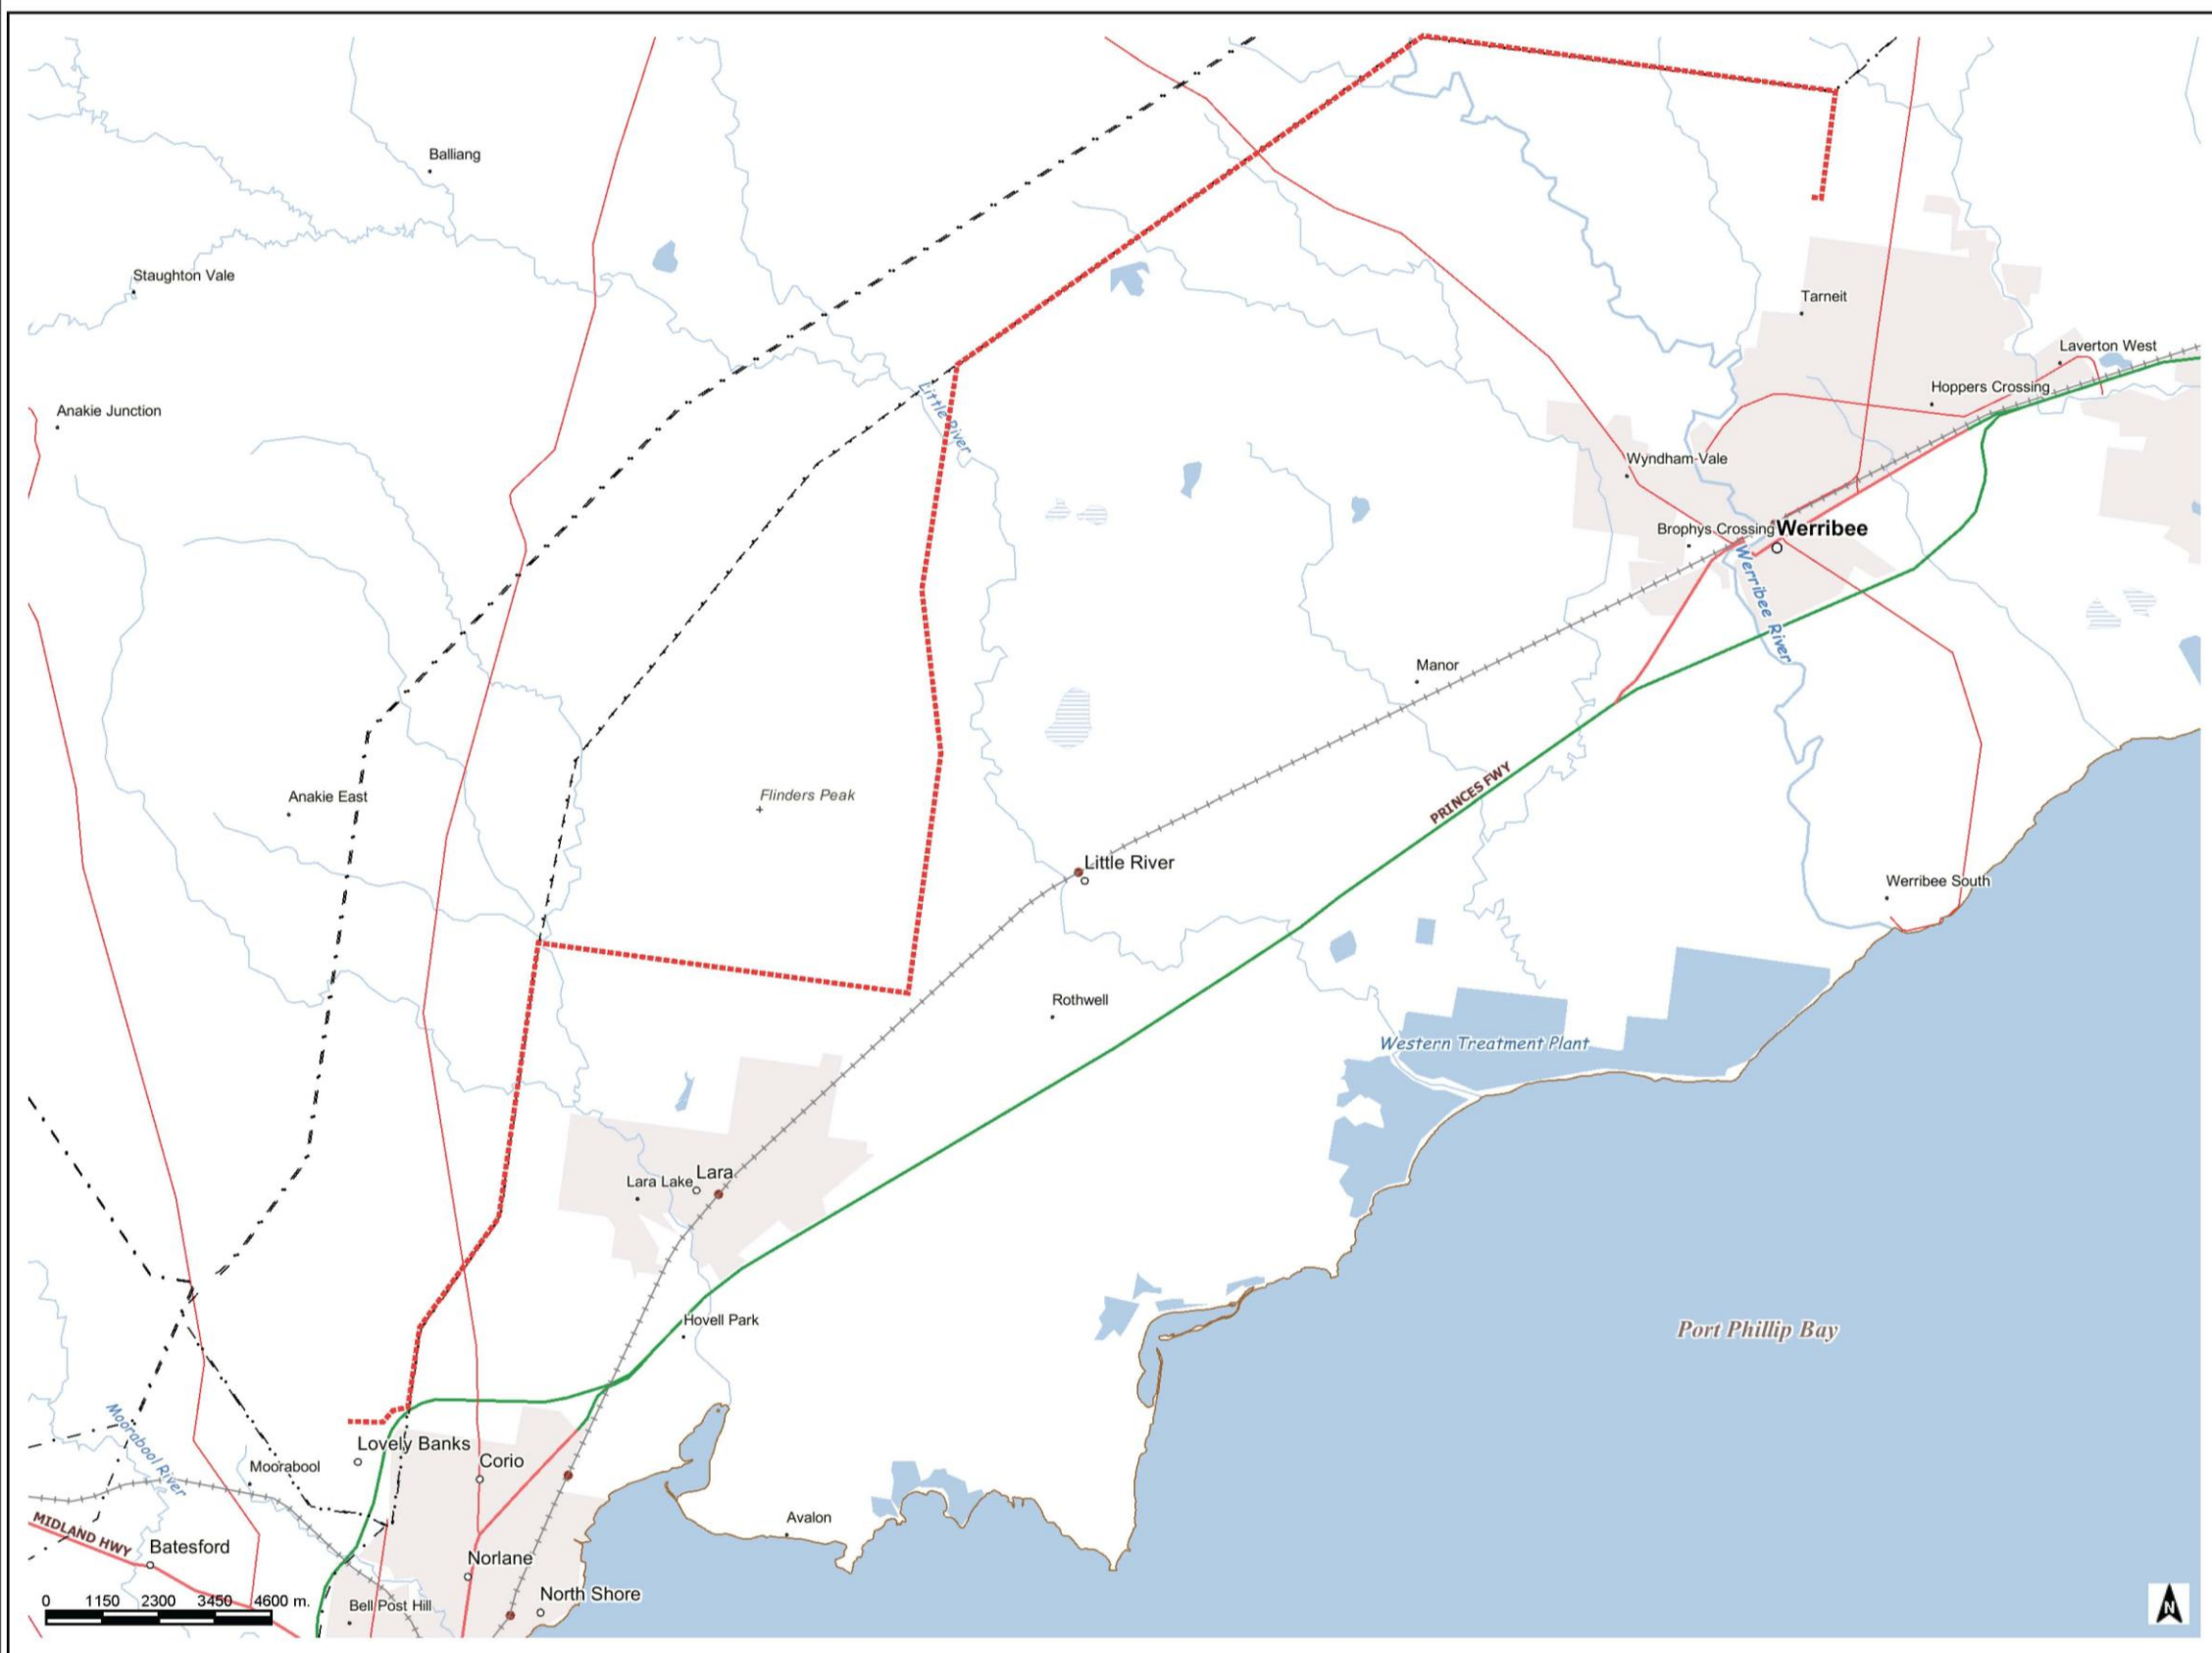 Balliang
Staughton Vale
Tarneit
Laverton West
Hoppers Crossing
Anakie Junction
Little River
Wyndham Vale
Brophys Crossing
Werribee
Werribee River
Manor
PRINCES FWY
Anakie East
Flinders Peak
Little River
Werribee South
Rothwell
Western Treatment Plant
Lara
Lara Lake
Hovell Park
Port Phillip Bay
Moorabool River
Lovely Banks
Corio
Moorabool
Avalon
MIDLAND HWY
Batesford
Norlane
North Shore
Bell Post Hill
0 1150 2300 3450 4600 m.
N